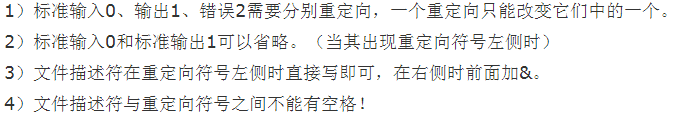 1）标准输入0、输出1、错误2需要分别重定向，一个重定向只能改变它们中的一个。
2）标准输入0和标准输出1可以省略。（当其出现重定向符号左侧时）
3）文件描述符在重定向符号左侧时直接写即可，在右侧时前面加&。
4）文件描述符与重定向符号之间不能有空格！